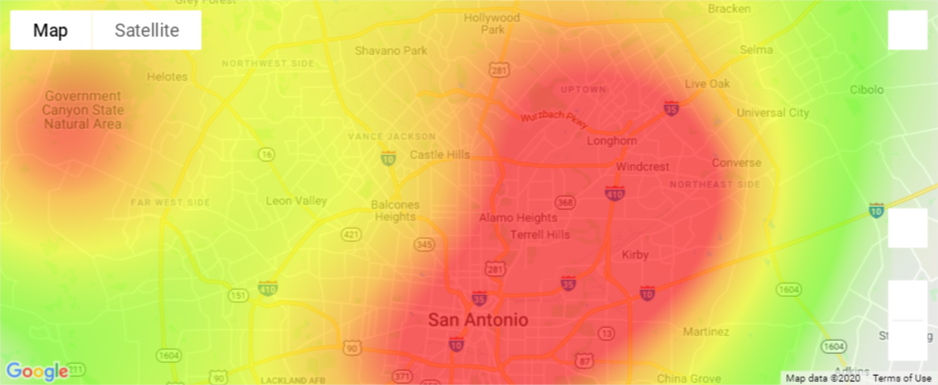 Grey Forest
Bracken
Hollywood
Park
Map
Satellite
Shavano Park
Selma
NORTHWEST SIDE
281
Helotes
Live Oak
Cibolo
UPTOWN
Government
Canyon State
Natural Area
35
Universal City
Wurzbach Pkwy
VANCE JACKSON
Longhorn
16
10
Castle Hills
Windcrest
Converse
NORTHEAST SIDE
410
FAR WEST SIDE
Leon Valley
Balcones
Heights
368
10
Alamo Heights
421
Terrell Hills
345
Kirby
281
410
35
1604
151
35
10
San Antonio
13
Martinez
10
90
1604
1604
87
Google
90
LACKLAND AFB
371
China Grove
Map data ©2020
Terms of Use